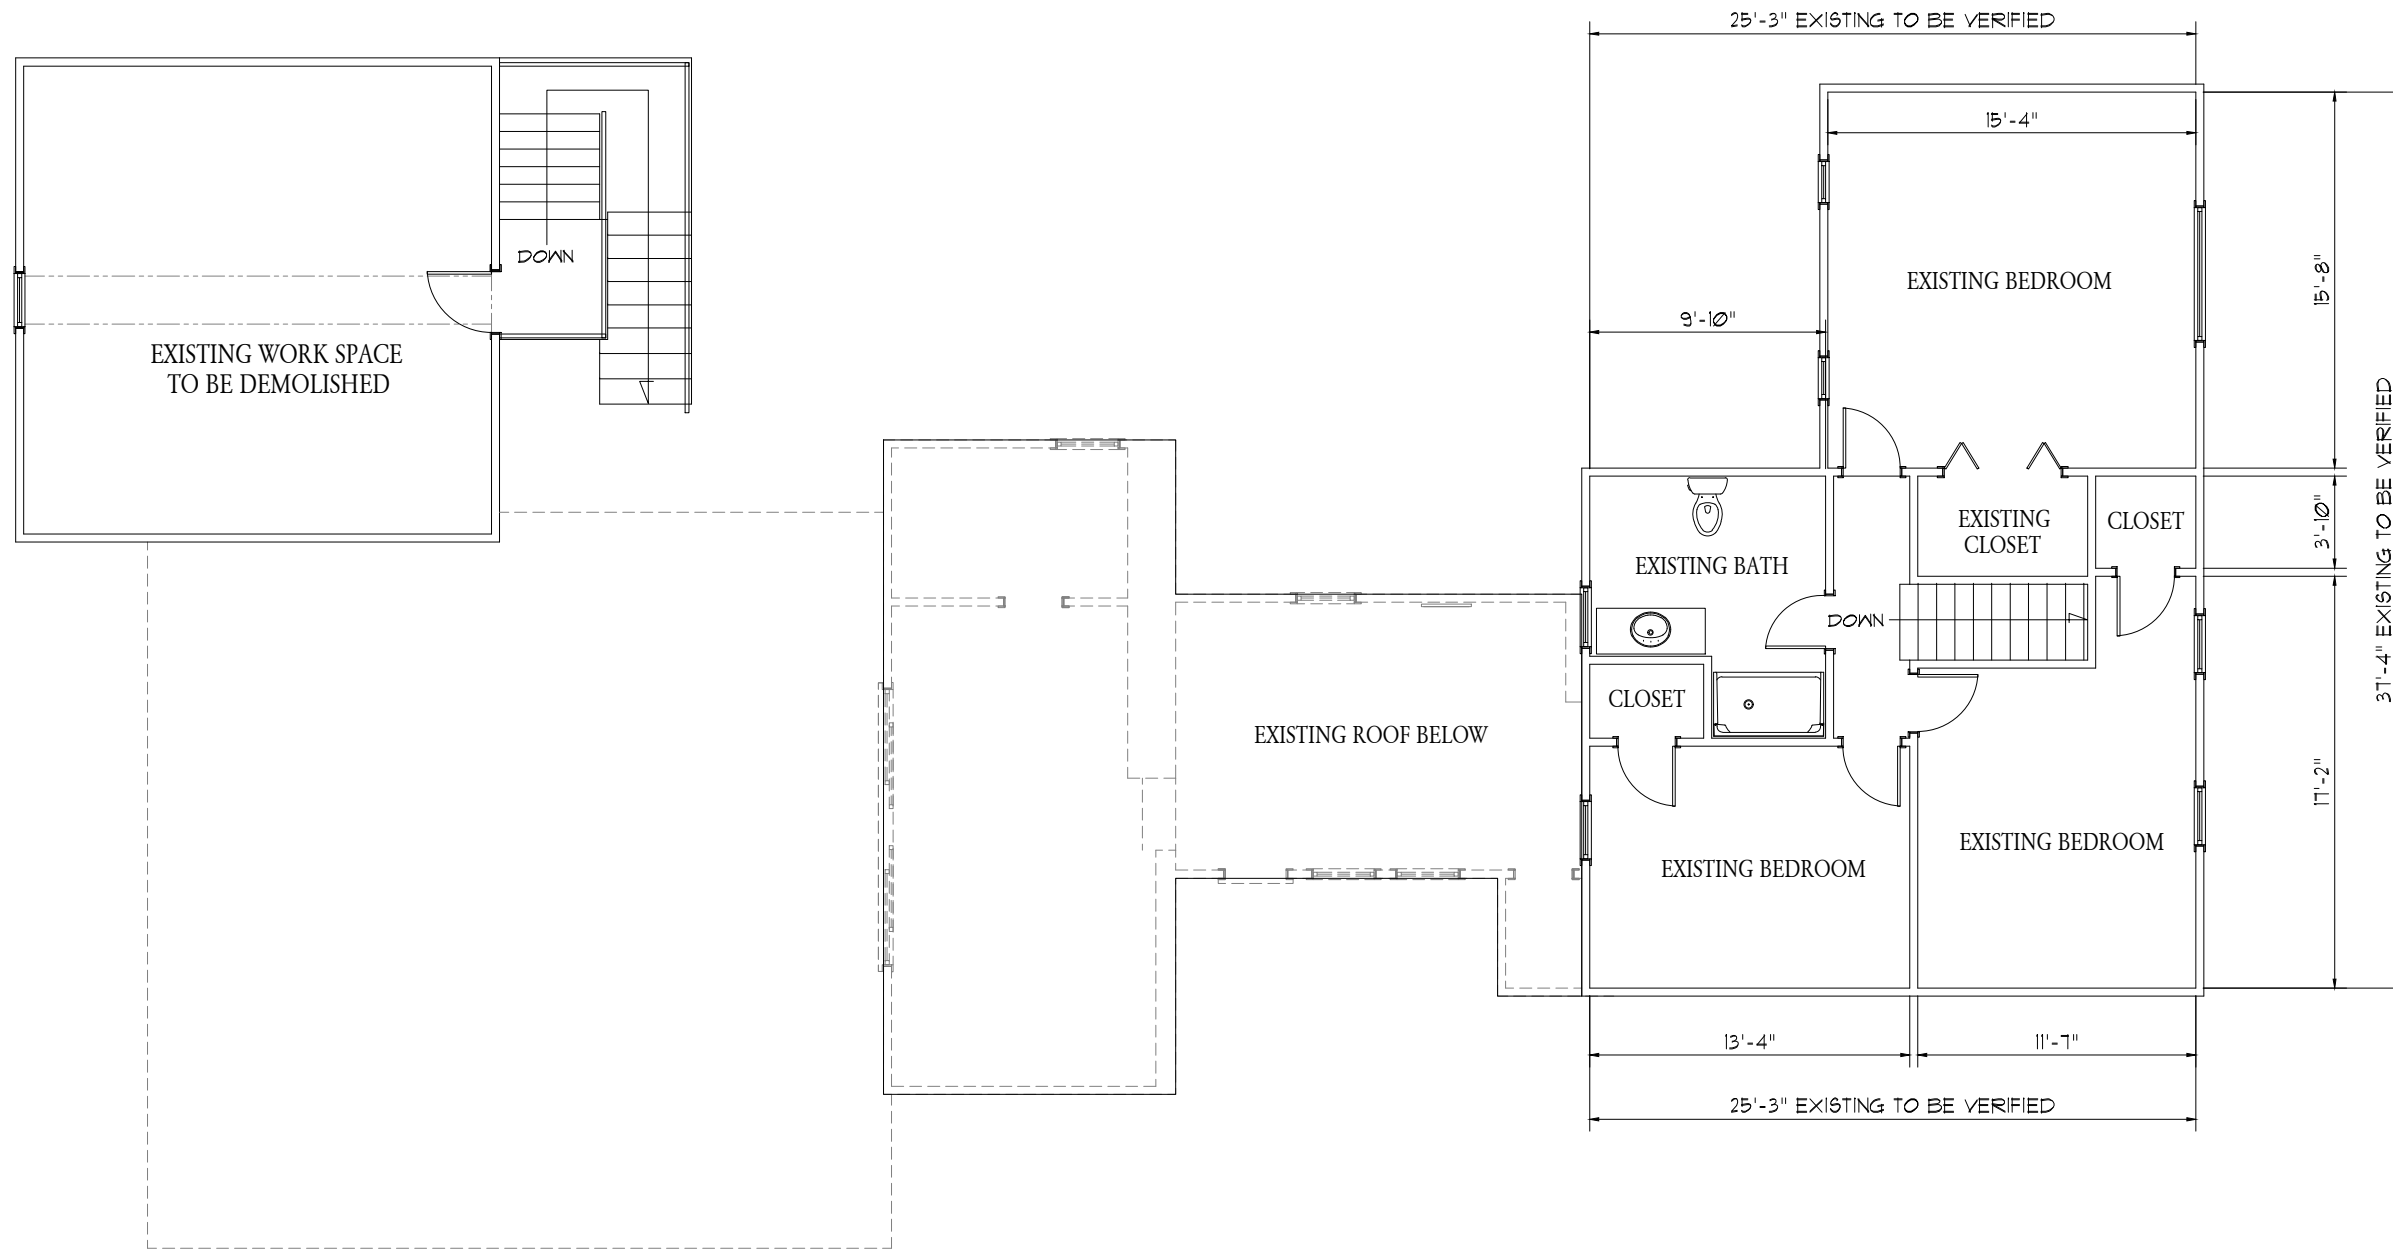 25'-3" EXISTING TO BE VERIFIED
15'-4"
DOWN
15'-8"
EXISTING BEDROOM
9'-10"
EXISTING WORK SPACE
TO BE DEMOLISHED
37'-4" EXISTING TO BE VERIFIED
EXISTING
CLOSET
CLOSET
3'-10"
EXISTING BATH
DOWN
CLOSET
EXISTING ROOF BELOW
17'-2"
EXISTING BEDROOM
EXISTING BEDROOM
13'-4"
11'-7"
25'-3" EXISTING TO BE VERIFIED